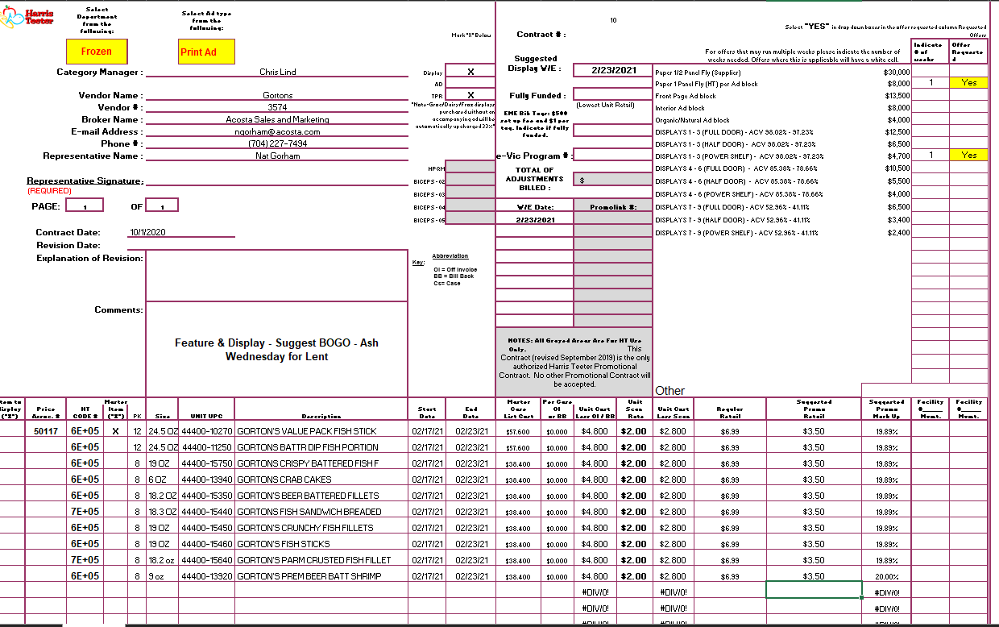 Harris
Teeter
Select
Department
from the
following:
Select Ad type
from the
following:
Frozen
Print Ad
10
Mark "X" Below
Contract # :
Select "YES" in drop down boxes in the offer requested column Requested
Offers
Suggested
Display W/E :
2/23/2021
For offers that may run multiple weeks please indicate the number of
weeks needed. Offers where this is applicable will have a white cell.
Indicate
# of
weeks
Offer
Requeste
d
Category Manager : Chris Lind
Vendor Name : Gortons
Vendor # : 3574
Broker Name : Acosta Sales and Marketing
E-mail Address : ngorham@acosta.com
Phone # : (704) 227-7494
Representative Name : Nat Gorham
Representative Signature:
(REQUIRED)
PAGE: 1 OF 1
Contract Date: 10/1/2020
Revision Date:
Explanation of Revision:
Comments:
Feature & Display - Suggest BOGO - Ash
Wednesday for Lent
Display X
AD
TPR X
"Note-Groc/Dairy/Froz displays
purchased without an
accompanying ad will be
automatically upcharged 33%"
HPQM
BICEPS-02
BICEPS-03
BICEPS-04
BICEPS-05
Key:
Abbreviation
OI = Off Invoice
BB = Bill Back
Cs= Case
Fully Funded :
(Lowest Unit Retail)
EME Bib Tags: $500
set up fee and $1 per
tag. Indicate if fully
funded.
e-Vic Program # :
TOTAL OF
ADJUSTMENTS
BILLED :
$
W/E Date: Promolink #:
2/23/2021
NOTES: All Greyed Areas Are For HT Use
Only. This
Contract (revised September 2019) is the only
authorized Harris Teeter Promotional
Contract. No other Promotional Contract will
be accepted.
Paper 1/2 Panel Fly (Supplier) $30,000
Paper 1 Panel Fly (HT) per Ad block $8,000 1 Yes
Front Page Ad block $13,500
Interior Ad block $8,000
Organic/Natural Ad block $4,000
DISPLAYS 1 - 3 (FULL DOOR) - ACV 98.02% - 97.23% $12,500
DISPLAYS 1 - 3 (HALF DOOR) - ACV 98.02% - 97.23% $6,500
DISPLAYS 1 - 3 (POWER SHELF) - ACV 98.02% - 97.23% $4,700 1 Yes
DISPLAYS 4 - 6 (FULL DOOR) - ACV 85.38% - 78.66% $10,500
DISPLAYS 4 - 6 (HALF DOOR) - ACV 85.38% - 78.66% $5,500
DISPLAYS 4 - 6 (POWER SHELF) - ACV 85.38% - 78.66% $4,000
DISPLAYS 7 - 9 (FULL DOOR) - ACV 52.96% - 41.11% $6,500
DISPLAYS 7 - 9 (HALF DOOR) - ACV 52.96% - 41.11% $3,400
DISPLAYS 7 - 9 (POWER SHELF) - ACV 52.96% - 41.11% $2,400
Other
("X") Price Assoc. # HT CODE # Master Item ("X") PK Size UNIT UPC Description Start Date End Date Master Case List Cost Per Case OI or BB Unit Cost Less OI / BB Unit Scan Rate Unit Cost Less Scan Regular Retail Suggested Promo Retail Suggested Promo Mark Up Facility #____ Mvmt. Facility #____ Mvmt.
50117 6E+05 X 12 24.5 OZ 44400-10270 GORTON'S VALUE PACK FISH STICK 02/17/21 02/23/21 $57.600 $0.000 $4.800 $2.00 $2.800 $6.99 $3.50 19.89%
6E+05 12 24.5 OZ 44400-11250 GORTONS BATTR DIP FISH PORTION 02/17/21 02/23/21 $57.600 $0.000 $4.800 $2.00 $2.800 $6.99 $3.50 19.89%
6E+05 8 19 OZ 44400-15750 GORTONS CRISPY BATTERED FISH F 02/17/21 02/23/21 $38.400 $0.000 $4.800 $2.00 $2.800 $6.99 $3.50 19.89%
6E+05 8 6 OZ 44400-13940 GORTONS CRAB CAKES 02/17/21 02/23/21 $38.400 $0.000 $4.800 $2.00 $2.800 $6.99 $3.50 19.89%
6E+05 8 18.2 OZ 44400-15350 GORTON'S BEER BATTERED FILLETS 02/17/21 02/23/21 $38.400 $0.000 $4.800 $2.00 $2.800 $6.99 $3.50 19.89%
7E+05 8 18.3 OZ 44400-15440 GORTONS FISH SANDWICH BREADED 02/17/21 02/23/21 $38.400 $0.000 $4.800 $2.00 $2.800 $6.99 $3.50 19.89%
6E+05 8 19 OZ 44400-15450 GORTON'S CRUNCHY FISH FILLETS 02/17/21 02/23/21 $38.400 $0.000 $4.800 $2.00 $2.800 $6.99 $3.50 19.89%
6E+05 8 19 OZ 44400-15460 GORTON'S FISH STICKS 02/17/21 02/23/21 $38.400 $0.000 $4.800 $2.00 $2.800 $6.99 $3.50 19.89%
7E+05 8 18.2 oz 44400-15640 GORTON'S PARM CRUSTED FISH FILLET 02/17/21 02/23/21 $38.400 $0.000 $4.800 $2.00 $2.800 $6.99 $3.50 19.89%
6E+05 8 9 oz 44400-13920 GORTON'S PREM BEER BATT SHRIMP 02/17/21 02/23/21 $38.400 $0.000 $4.800 $2.00 $2.800 $6.99 $3.50 20.00%
#DIV/0! #DIV/0! #DIV/0!
#DIV/0! #DIV/0! #DIV/0!